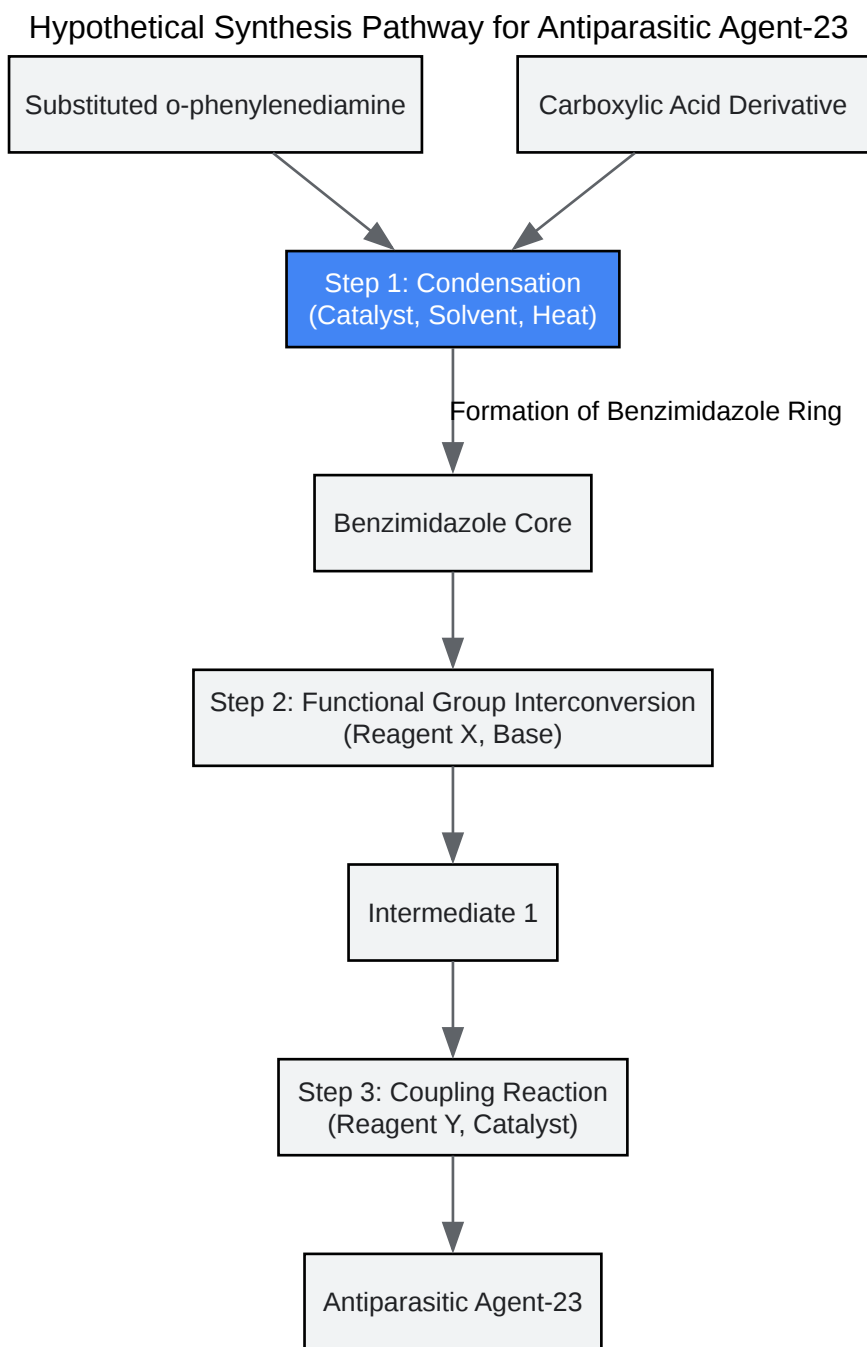 Hypothetical Synthesis Pathway for Antiparasitic Agent-23
Substituted o-phenylenediamine
Carboxylic Acid Derivative
Step 1: Condensation
(Catalyst, Solvent, Heat)
Formation of Benzimidazole Ring
Benzimidazole Core
Step 2: Functional Group Interconversion
(Reagent X, Base)
Intermediate 1
Step 3: Coupling Reaction
(Reagent Y, Catalyst)
Antiparasitic Agent-23